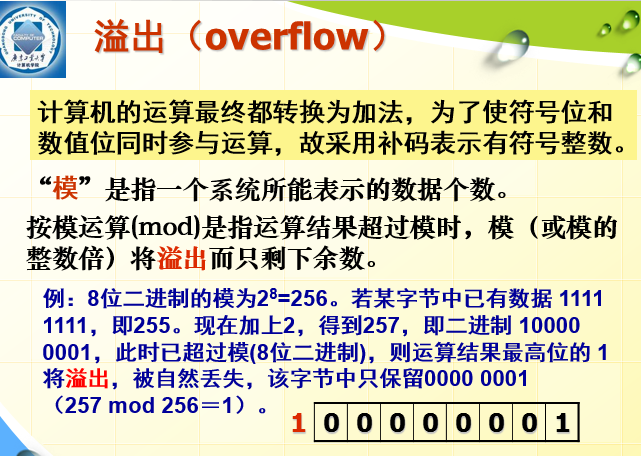 溢出（overflow）
COMPUTER
计算机的运算最终都转换为加法，为了使符号位和
数值位同时参与运算，故采用补码表示有符号整数。
“模”是指一个系统所能表示的数据个数。
按模运算(mod)是指运算结果超过模时，模（或模的
整数倍）将溢出而只剩下余数。
例：8位二进制的模为2⁸=256。若某字节中已有数据 1111
1111，即255。现在加上2，得到257，即二进制 10000
0001，此时已超过模(8位二进制)，则运算结果最高位的 1
将溢出，被自然丢失，该字节中只保留0000 0001
（257 mod 256＝1）。
1 0 0 0 0 0 0 0 1